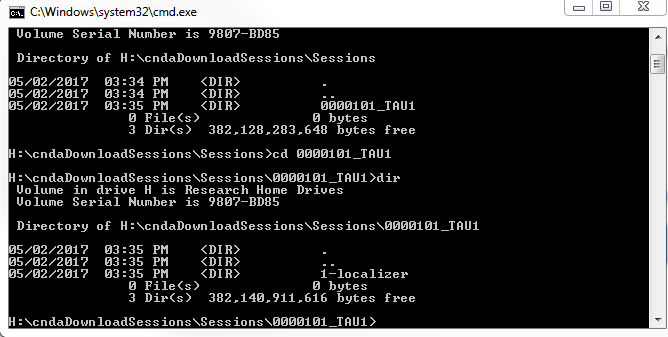 C:\Windows\system32\cmd.exe
Volume Serial Number is 9807-BD85
Directory of H:\cndaDownloadSessions\Sessions
05/02/2017  03:34 PM    <DIR>          .
05/02/2017  03:34 PM    <DIR>          ..
05/02/2017  03:35 PM    <DIR>          0000101_TAU1
0 File(s)              0 bytes
3 Dir(s)  382,128,283,648 bytes free
H:\cndaDownloadSessions\Sessions>cd 0000101_TAU1
H:\cndaDownloadSessions\Sessions\0000101_TAU1>dir
Volume in drive H is Research Home Drives
Volume Serial Number is 9807-BD85
Directory of H:\cndaDownloadSessions\Sessions\0000101_TAU1
05/02/2017  03:35 PM    <DIR>          .
05/02/2017  03:35 PM    <DIR>          ..
05/02/2017  03:35 PM    <DIR>          1-localizer
0 File(s)              0 bytes
3 Dir(s)  382,140,911,616 bytes free
H:\cndaDownloadSessions\Sessions\0000101_TAU1>